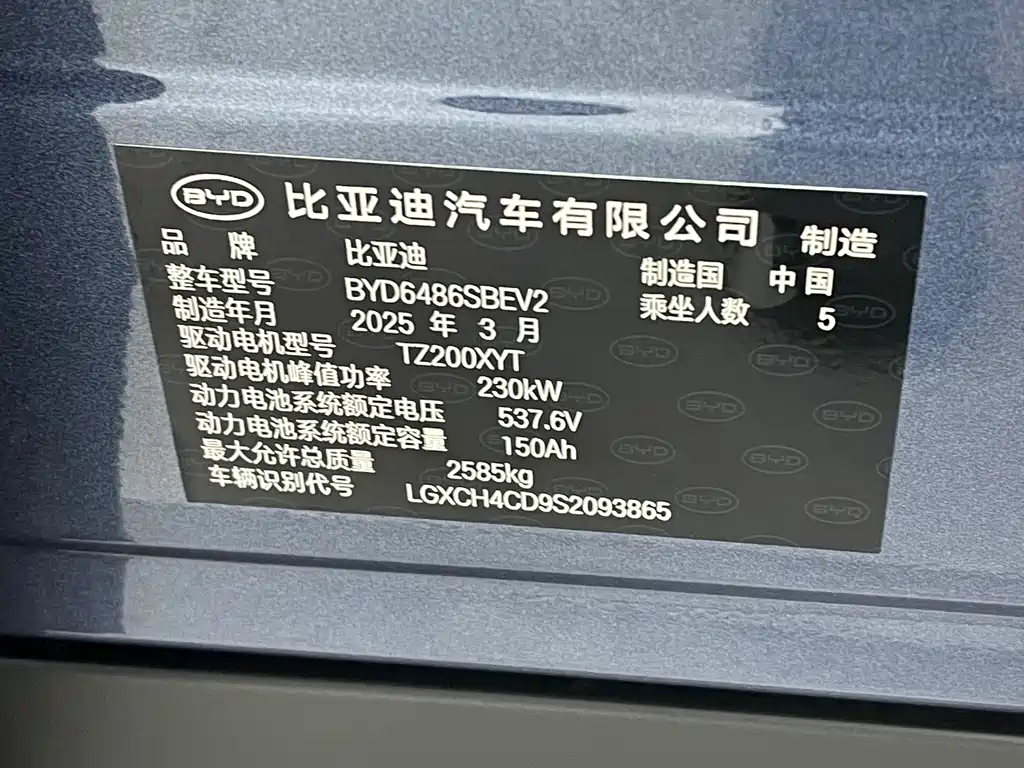 BYD 比亚迪汽车有限公司 制造
品 牌 比亚迪 制造国 中国
整车型号 BYD6486SBEV2 乘坐人数 5
制造年月 2025 年 3 月
驱动电机型号 TZ200XYT
驱动电机峰值功率 230kW
动力电池系统额定电压 537.6V
动力电池系统额定容量 150Ah
最大允许总质量 2585kg
车辆识别代号 LGXCH4CD9S2093865